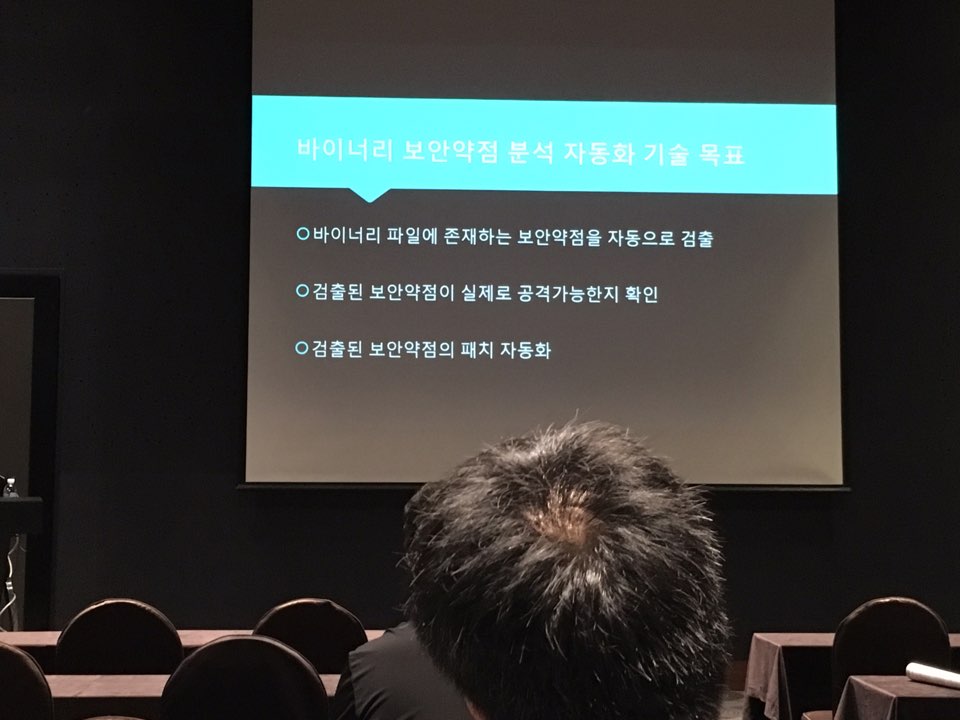 바이너리 보안약점 분석 자동화 기술 목표
바이너리 파일에 존재하는 보안약점을 자동으로 검출
검출된 보안약점이 실제로 공격가능한지 확인
검출된 보안약점의 패치 자동화